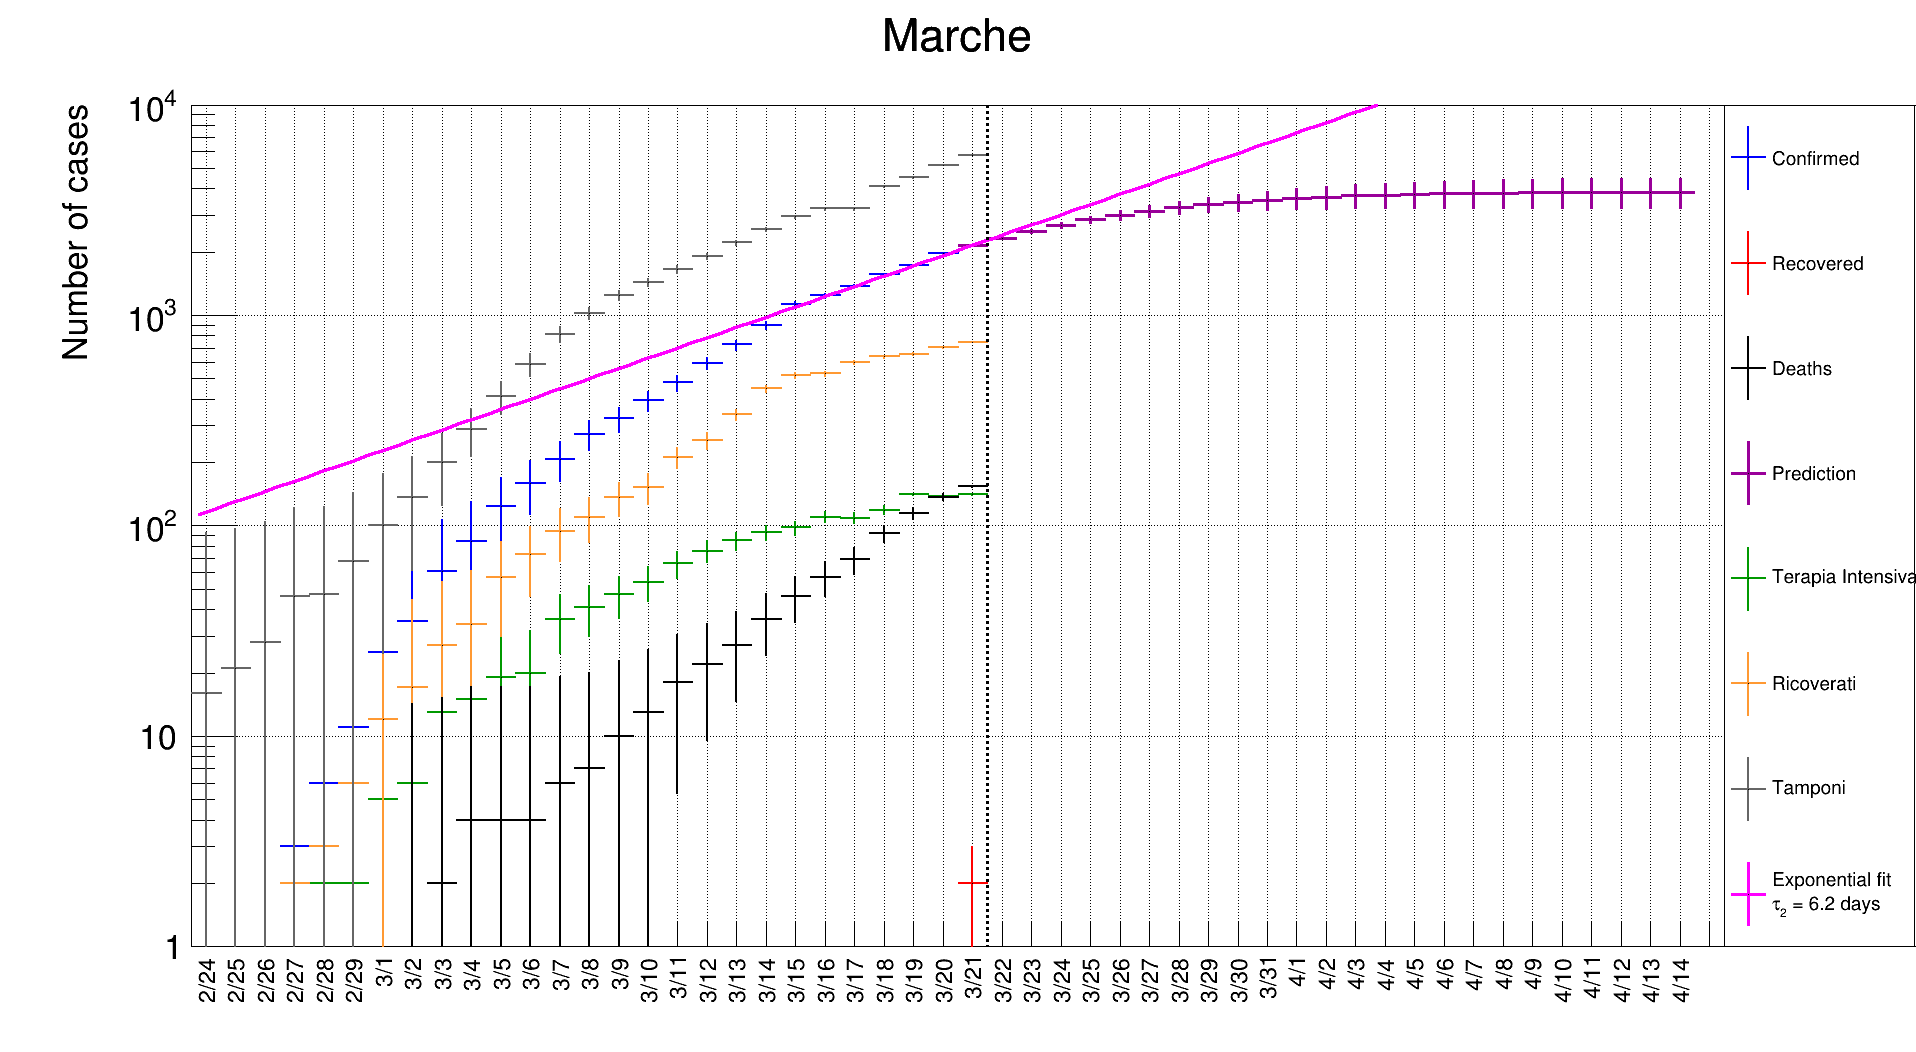 Marche
Number of cases
10⁴
10³
10²
10
1
2/24 2/25 2/26 2/27 2/28 2/29 3/1 3/2 3/3 3/4 3/5 3/6 3/7 3/8 3/9 3/10 3/11 3/12 3/13 3/14 3/15 3/16 3/17 3/18 3/19 3/20 3/21 3/22 3/23 3/24 3/25 3/26 3/27 3/28 3/29 3/30 3/31 4/1 4/2 4/3 4/4 4/5 4/6 4/7 4/8 4/9 4/10 4/11 4/12 4/13 4/14
Confirmed
Recovered
Deaths
Prediction
Terapia Intensiva
Ricoverati
Tamponi
Exponential fit
τ₂ = 6.2 days